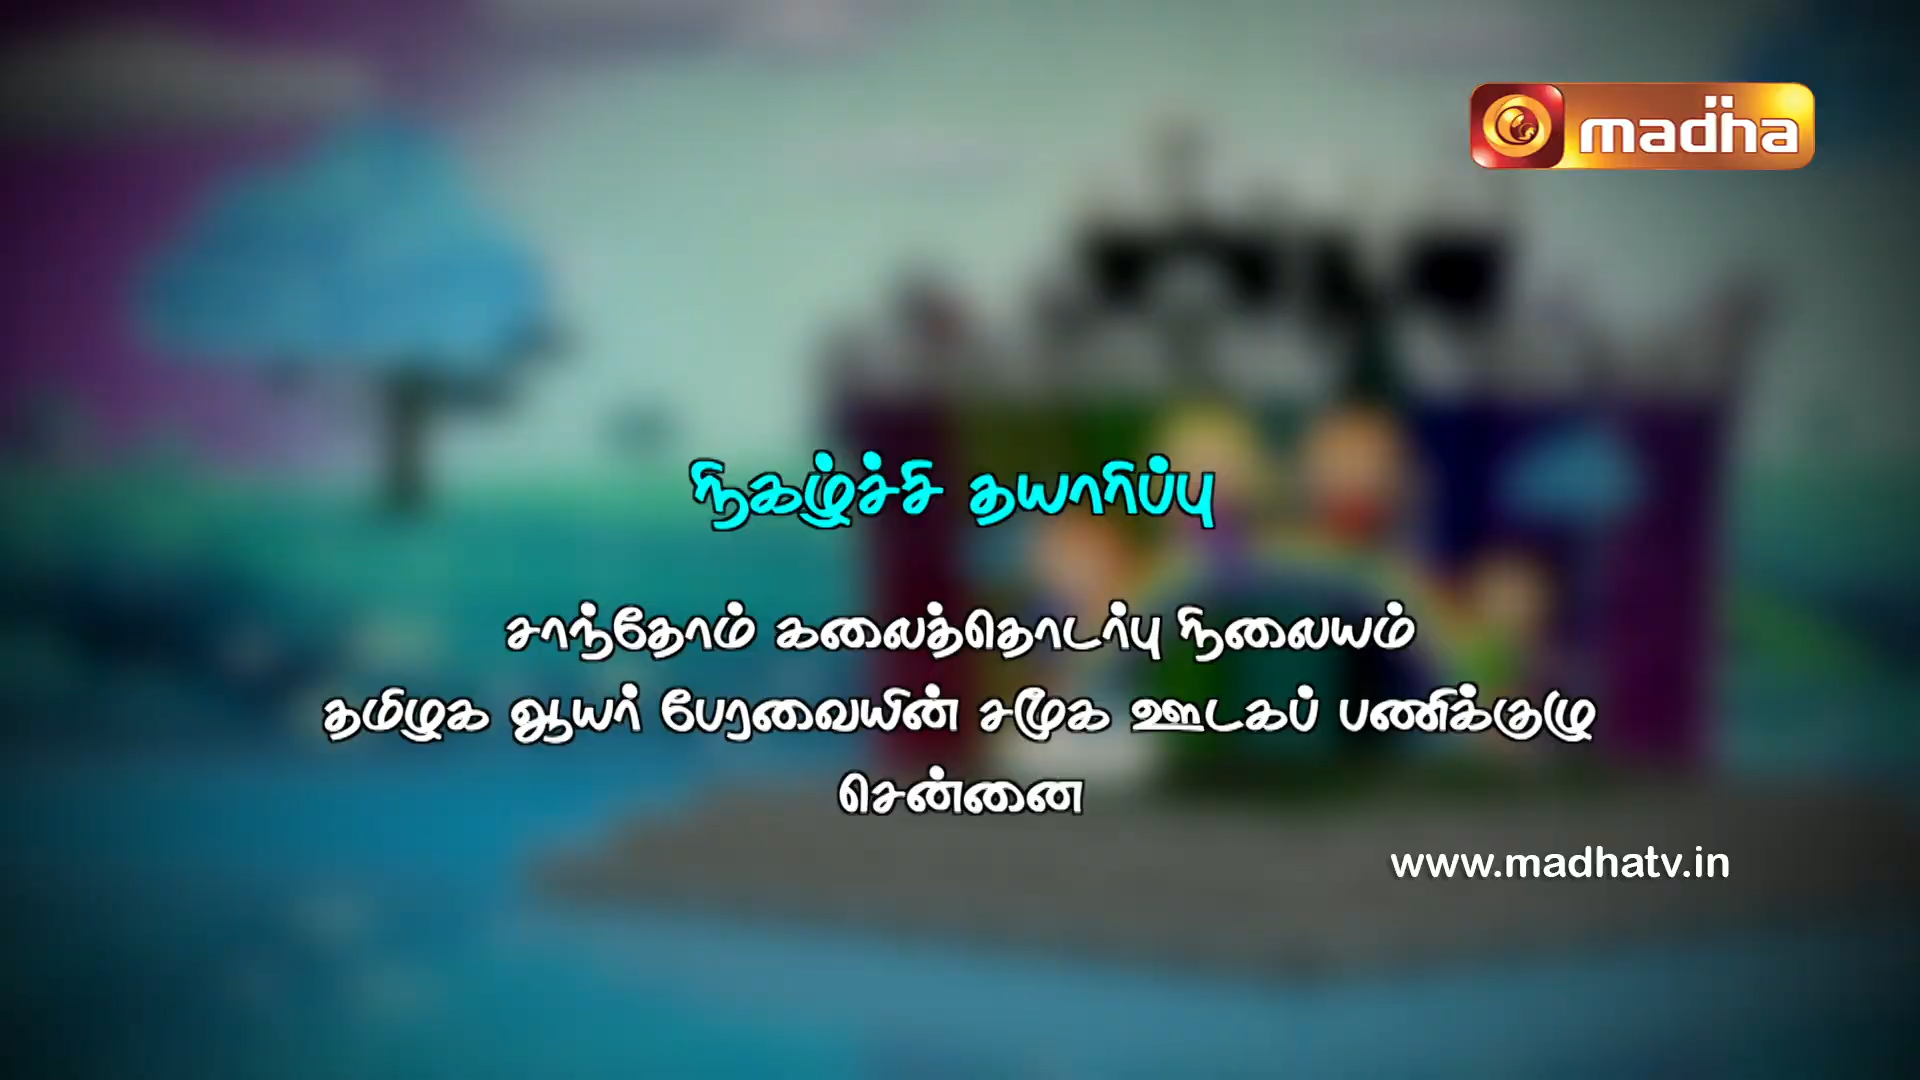 madha
நிகழ்ச்சி தயாரிப்பு
சாந்தோம் கலைத்தொடர்பு நிலையம்
தமிழக ஆயர் பேரவையின் சமூக ஊடகப் பணிக்குழு
சென்னை
www.madhatv.in